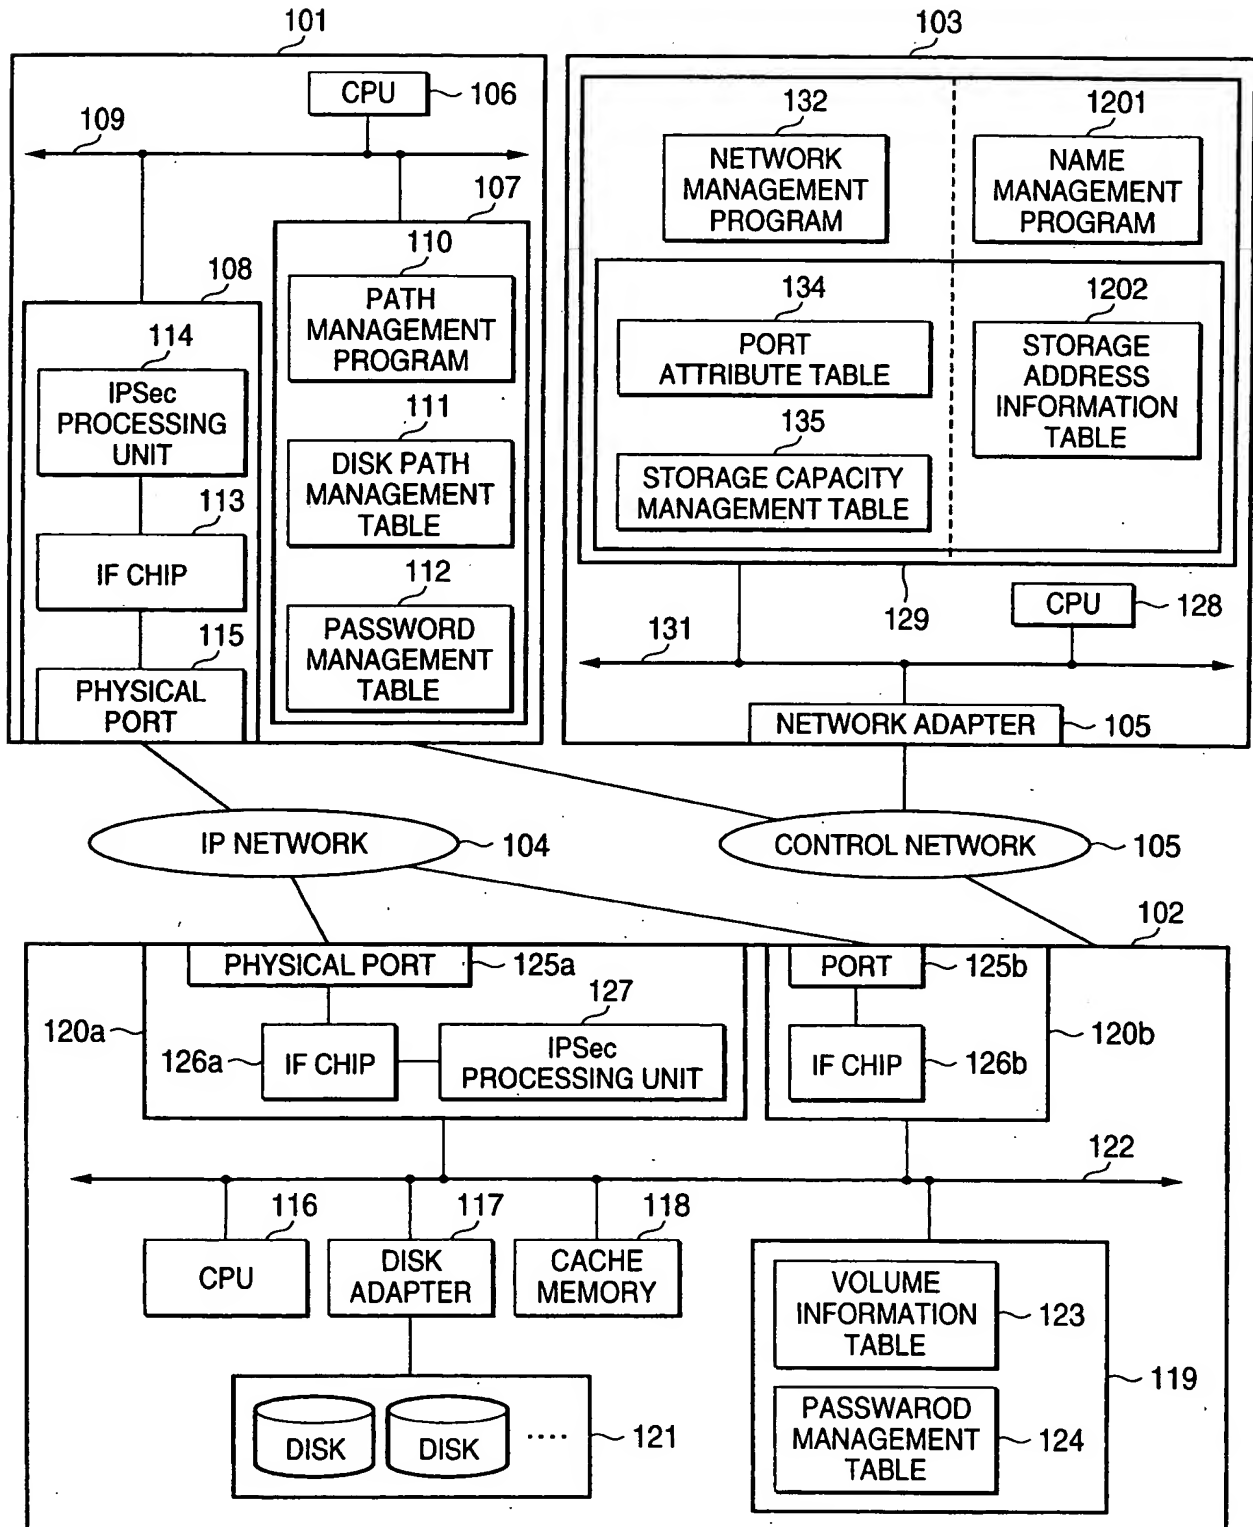 101
103
CPU
106
109
132
1201
NETWORK
MANAGEMENT
PROGRAM
NAME
MANAGEMENT
PROGRAM
107
110
108
PATH
MANAGEMENT
PROGRAM
134
1202
PORT
ATTRIBUTE TABLE
STORAGE
ADDRESS
INFORMATION
TABLE
114
IPSec
PROCESSING
UNIT
111
DISK PATH
MANAGEMENT
TABLE
135
STORAGE CAPACITY
MANAGEMENT TABLE
113
IF CHIP
112
PASSWORD
MANAGEMENT
TABLE
129
CPU
128
131
115
PHYSICAL
PORT
NETWORK ADAPTER
105
IP NETWORK
104
CONTROL NETWORK
105
102
PHYSICAL PORT
125a
PORT
125b
127
120a
126a
IF CHIP
IPSec
PROCESSING UNIT
IF CHIP
126b
120b
122
116
117
118
CPU
DISK
ADAPTER
CACHE
MEMORY
VOLUME
INFORMATION
TABLE
123
119
DISK
DISK
....
121
PASSWAROD
MANAGEMENT
TABLE
124